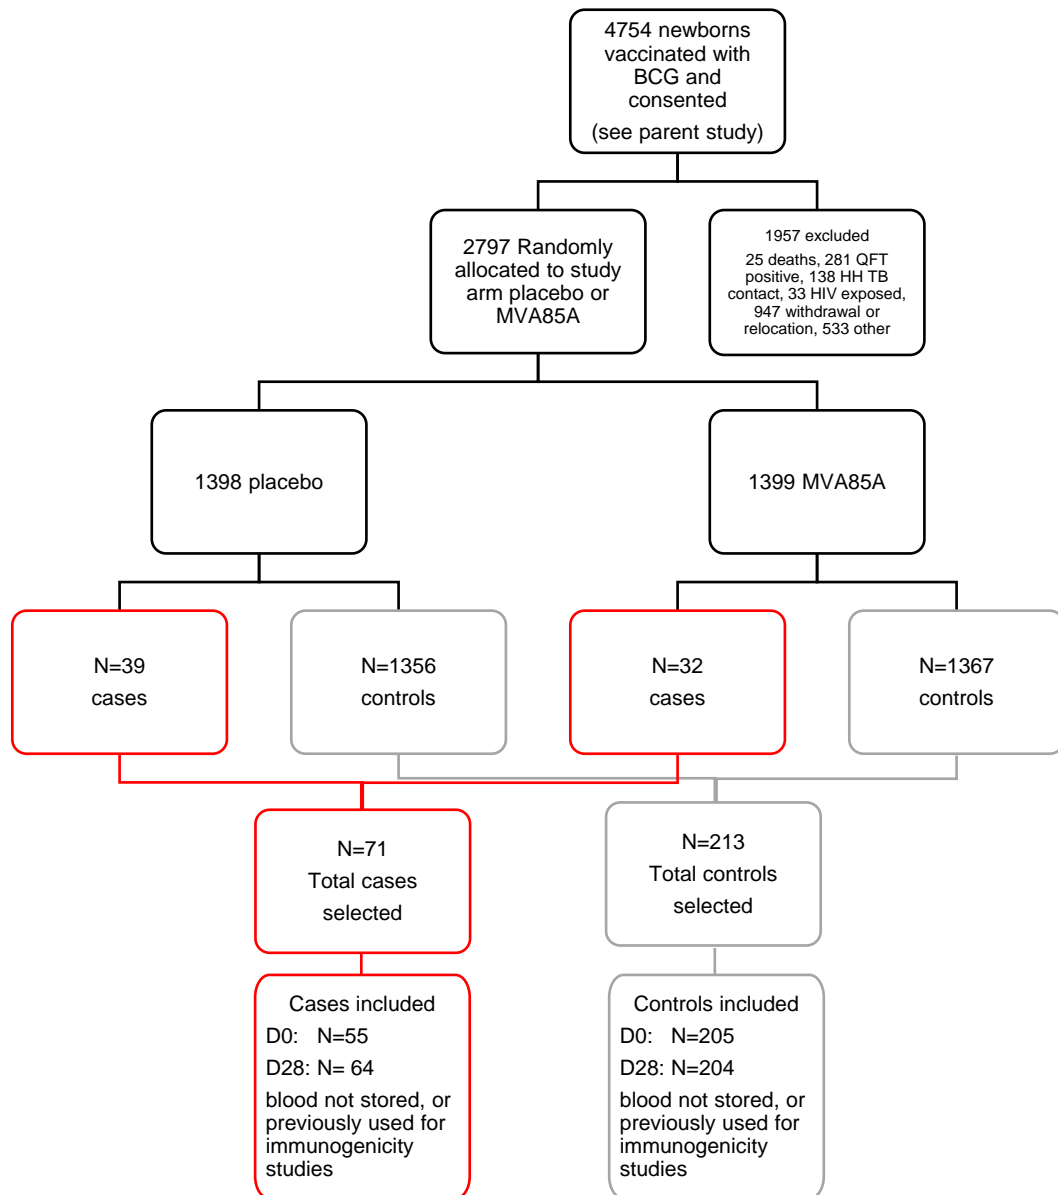 4754 newborns
vaccinated with
BCG and
consented
(see parent study)
2797 Randomly
allocated to study
arm placebo or
MVA85A
1957 excluded
25 deaths, 281 QFT
positive, 138 HH TB
contact, 33 HIV exposed,
947 withdrawal or
relocation, 533 other
1398 placebo
1399 MVA85A
N=39
cases
N=1356
controls
N=32
cases
N=1367
controls
N=71
Total cases
selected
N=213
Total controls
selected
Cases included
D0: N=55
D28: N= 64
blood not stored, or
previously used for
immunogenicity
studies
Controls included
D0: N=205
D28: N=204
blood not stored, or
previously used for
immunogenicity
studies